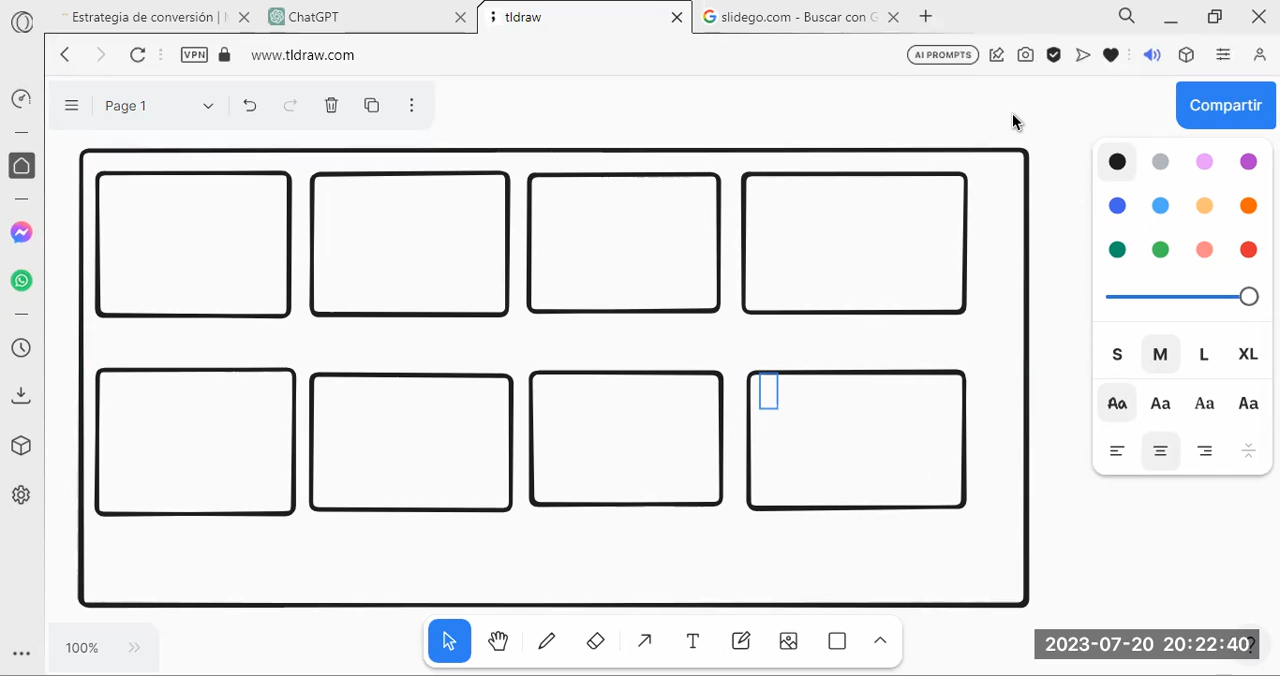 Estrategia de conversión |
ChatGPT
tldraw
slidego.com - Buscar con G
VPN
www.tldraw.com
AI PROMPTS
Page 1
Compartir
S M L XL
Aa Aa Aa Aa
100%
T
2023-07-20 20:22:40
?